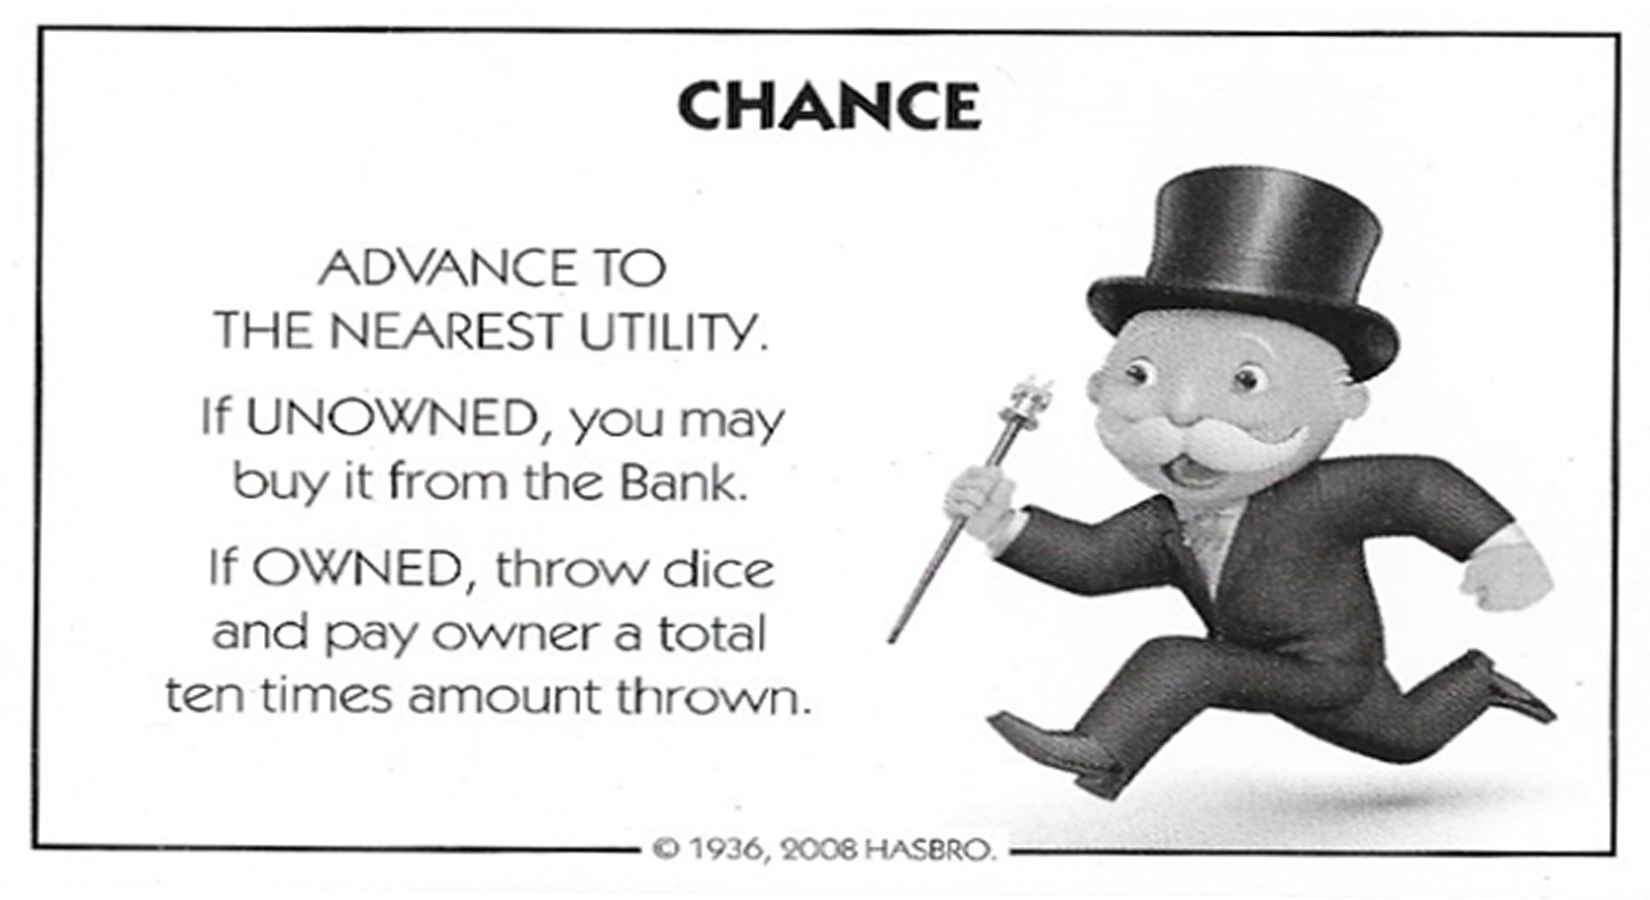 CHANCE
ADVANCE TO
THE NEAREST UTILITY.
If UNOWNED, you may
buy it from the Bank.
If OWNED, throw dice
and pay owner a total
ten times amount thrown.
© 1936, 2008 HASBRO.